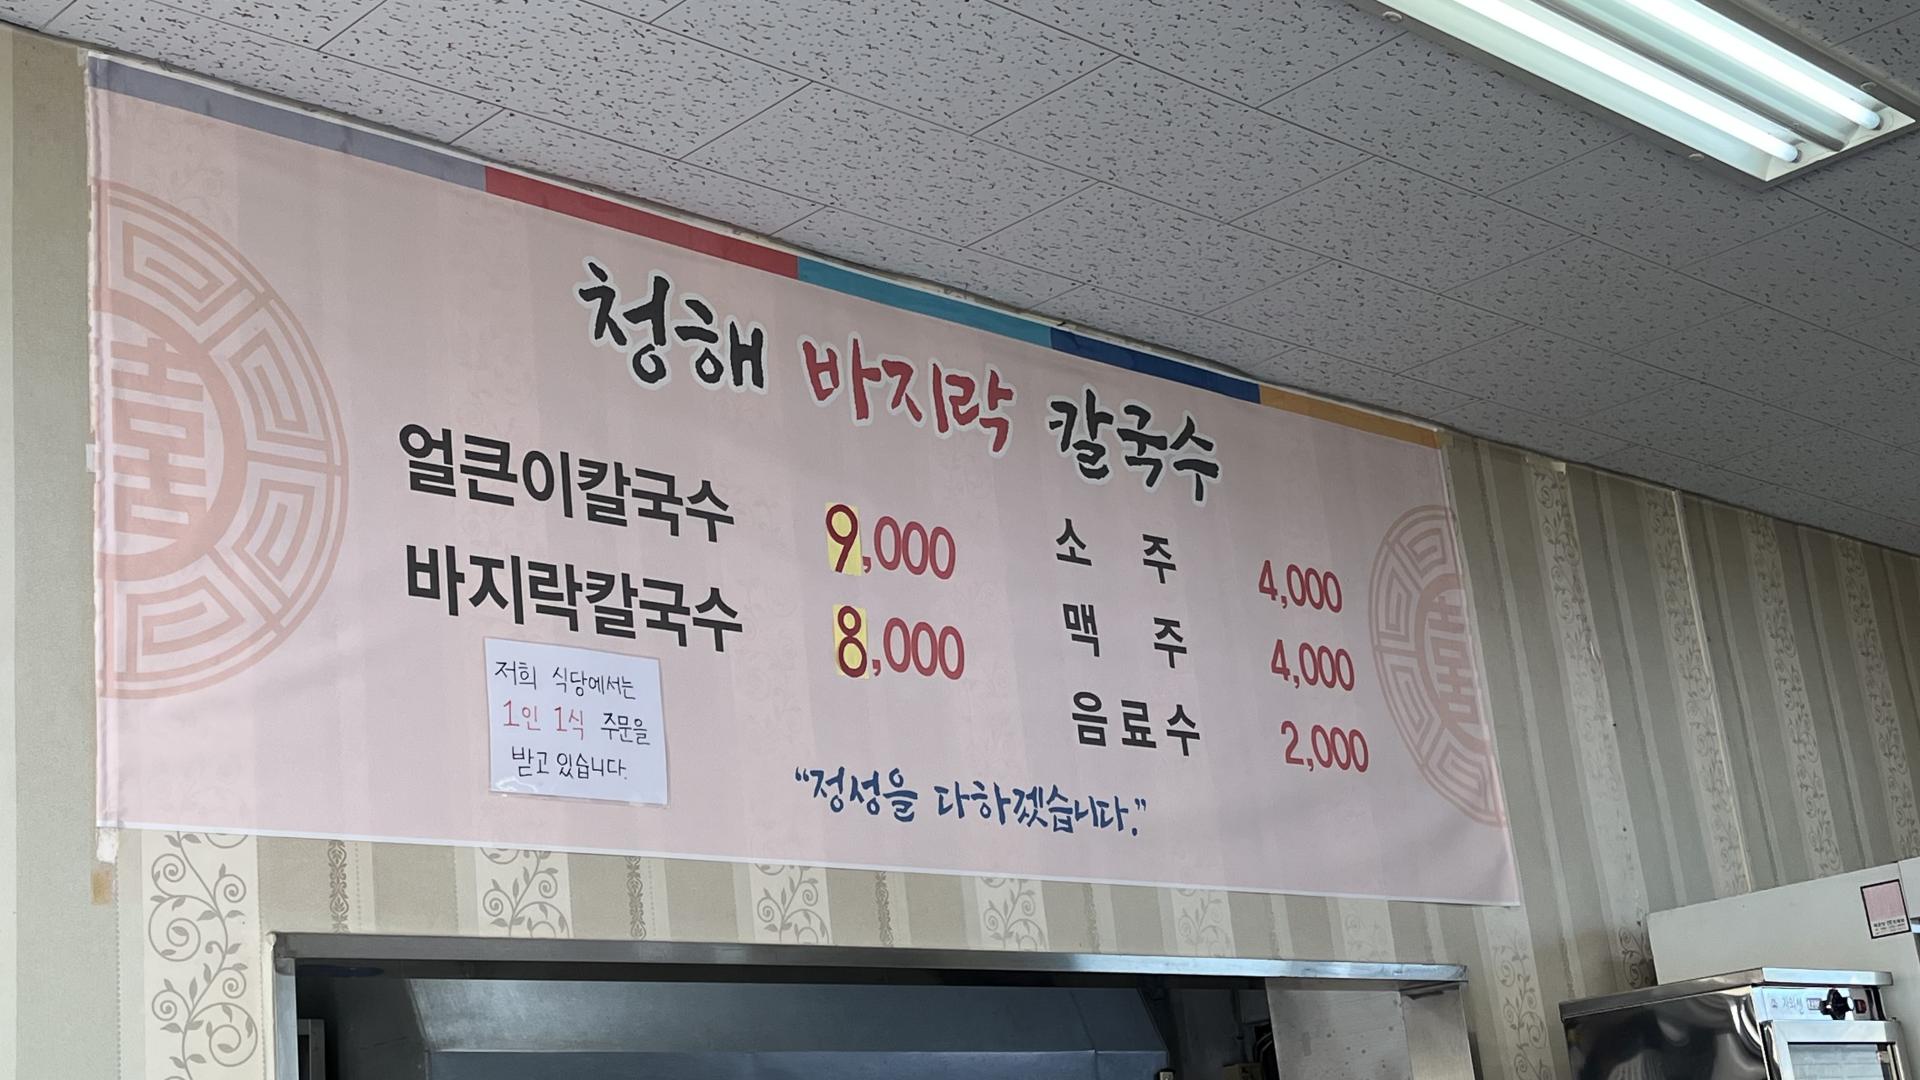 청해 바지락 칼국수
얼큰이칼국수 9,000
바지락칼국수 8,000
소 주 4,000
맥 주 4,000
음료수 2,000
저희 식당에서는
1인 1식 주문을
받고 있습니다.
"정성을 다하겠습니다."